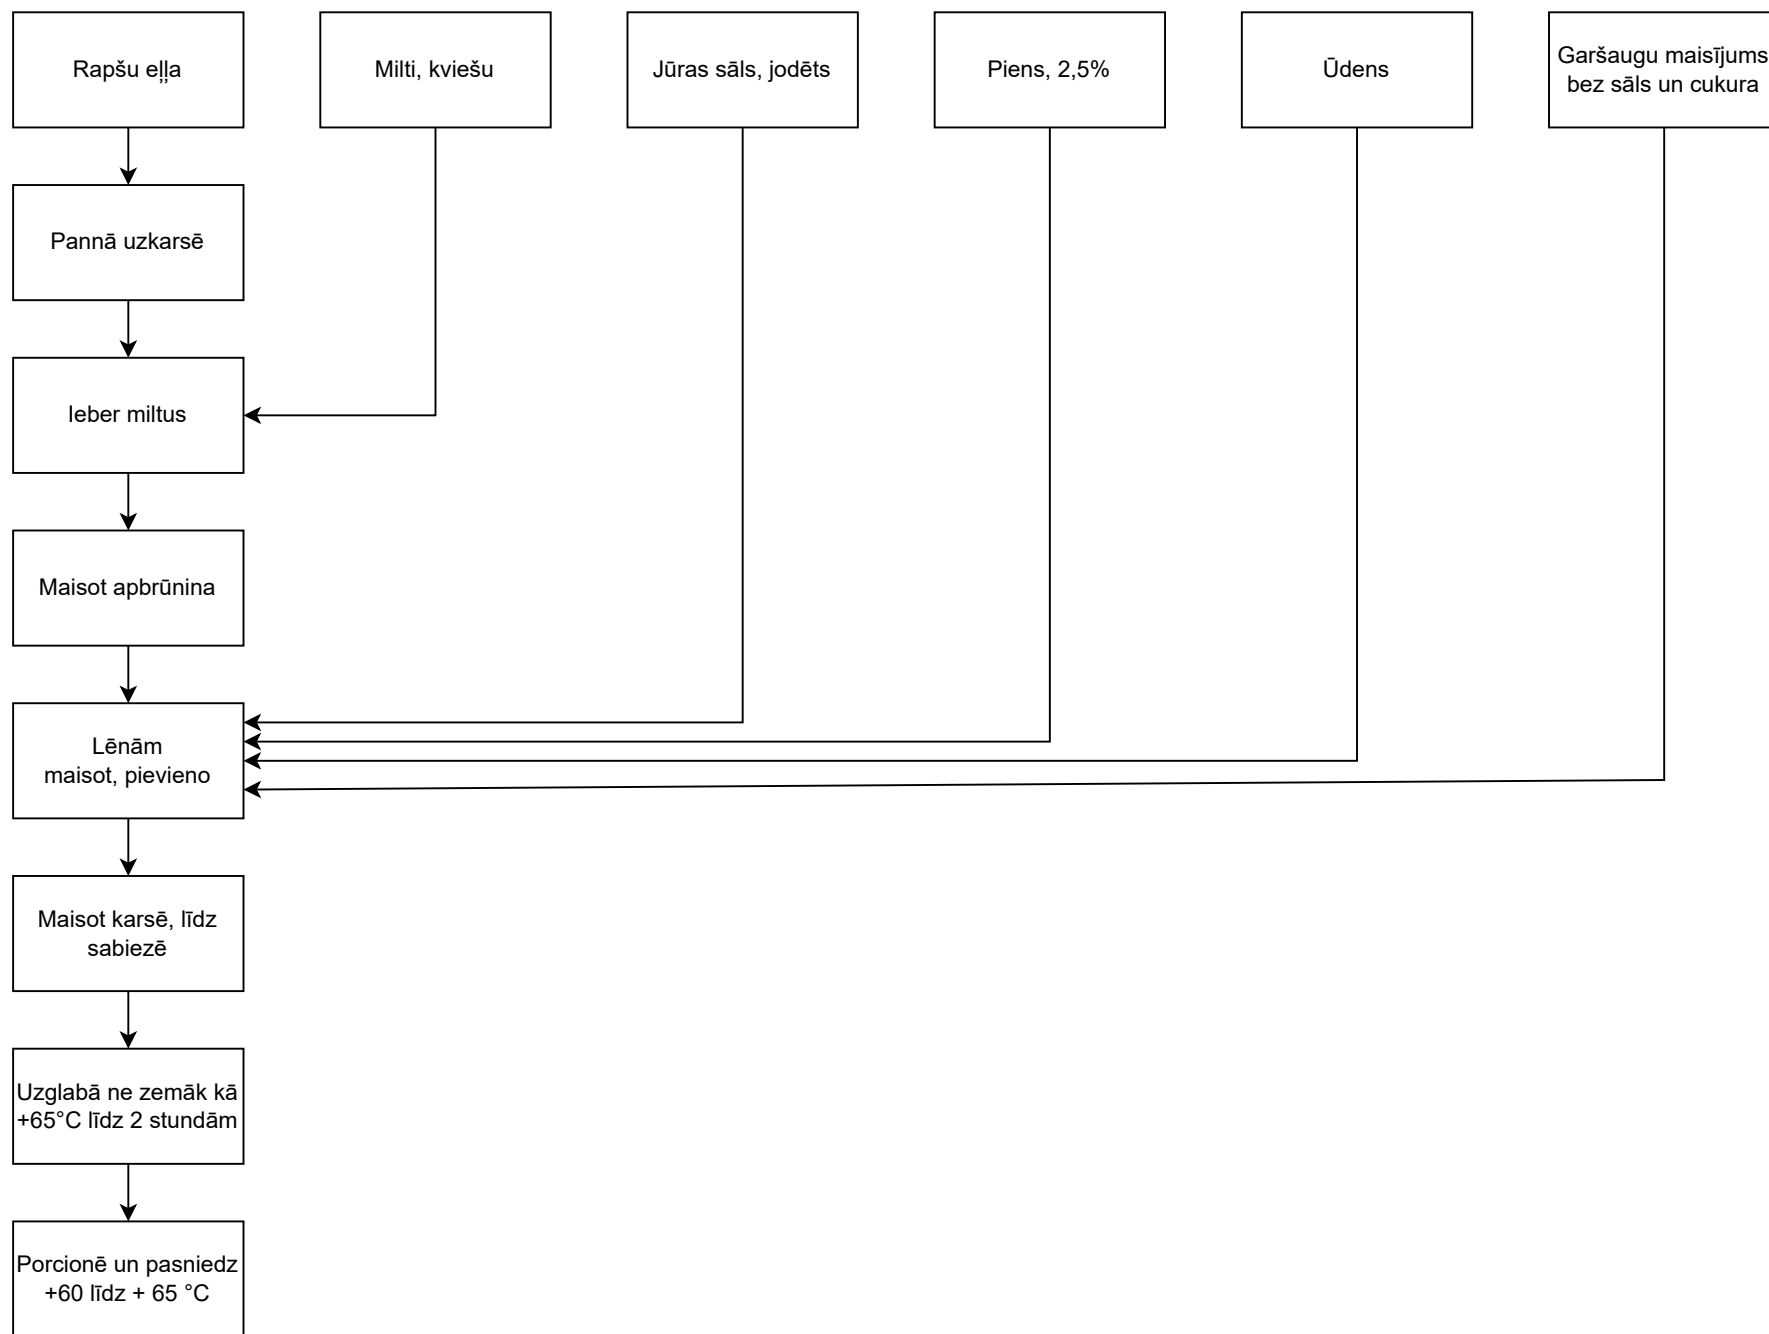 Rapšu eļļa
Milti, kviešu
Jūras sāls, jodēts
Piens, 2,5%
Ūdens
Garšaugu maisījums
bez sāls un cukura
Pannā uzkarsē
Ieber miltus
Maisot apbrūnina
Lēnām
maisot, pievieno
Maisot karsē, līdz
sabiezē
Uzglabā ne zemāk kā
+65°C līdz 2 stundām
Porcionē un pasniedz
+60 līdz + 65 °C